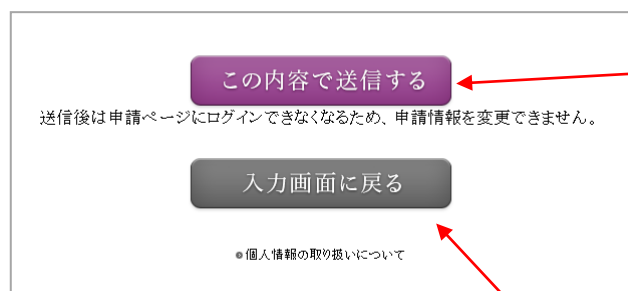 この内容で送信する
送信後は申請ページにログインできなくなるため、申請情報を変更できません。
入力画面に戻る
個人情報の取り扱いについて